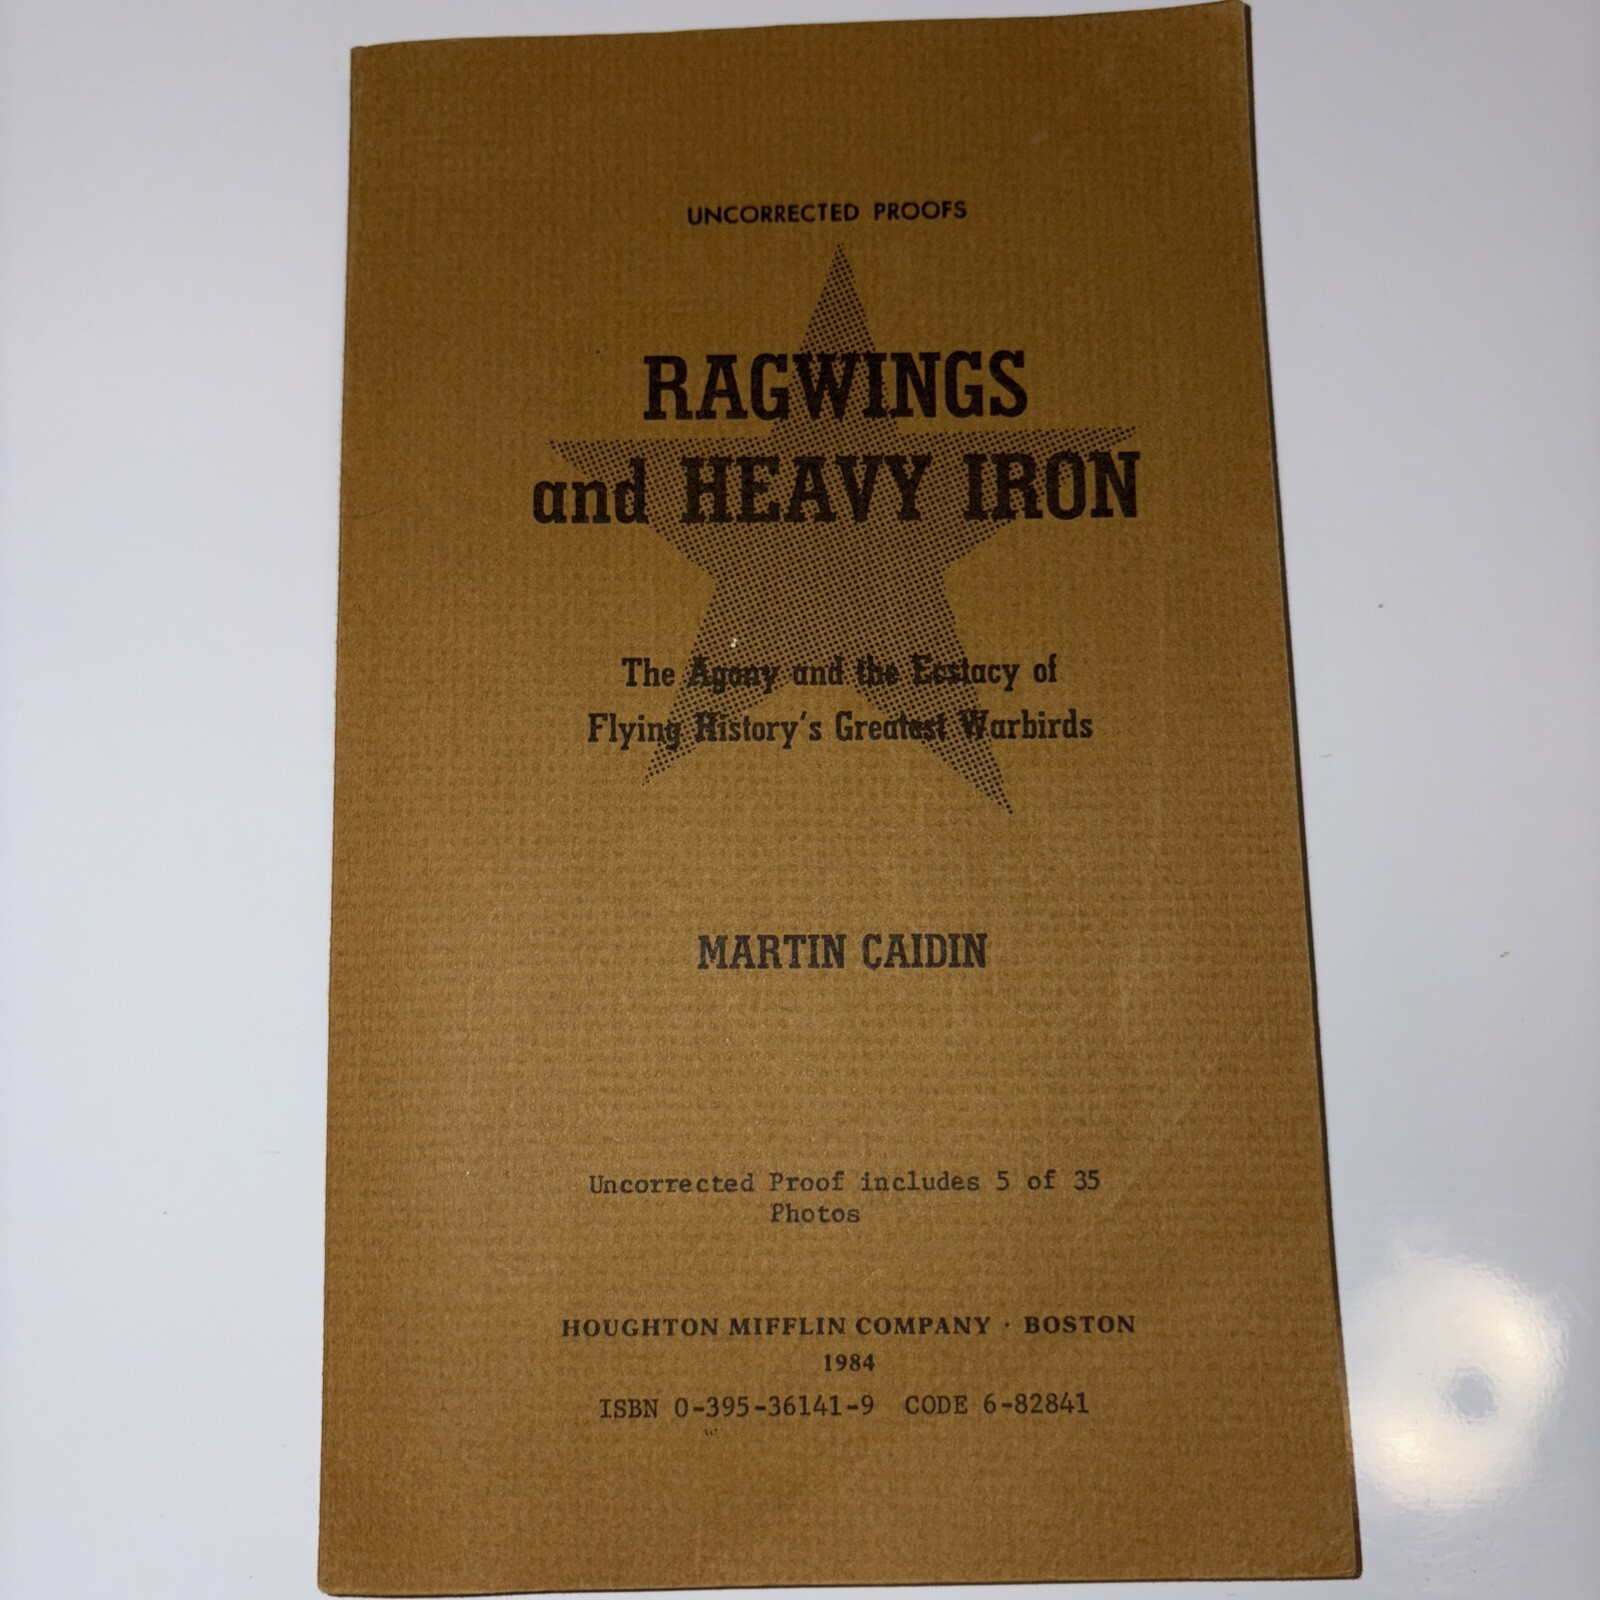 UNCORRECTED PROOFS
RAGWINGS
and HEAVY IRON
The Agony and the Ecstacy of
Flying History's Greatest Warbirds
MARTIN CAIDIN
Uncorrected Proof includes 5 of 35
Photos
HOUGHTON MIFFLIN COMPANY · BOSTON
1984
ISBN 0-395-36141-9 CODE 6-82841